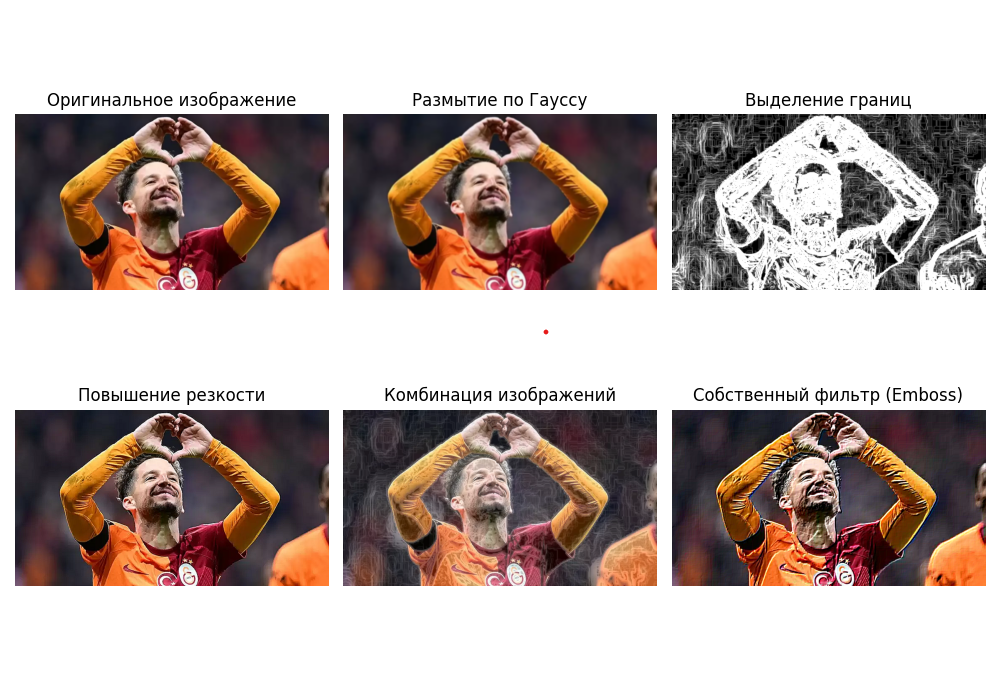 Оригинальное изображение
Размытие по Гауссу
Выделение границ
Повышение резкости
Комбинация изображений
Собственный фильтр (Emboss)